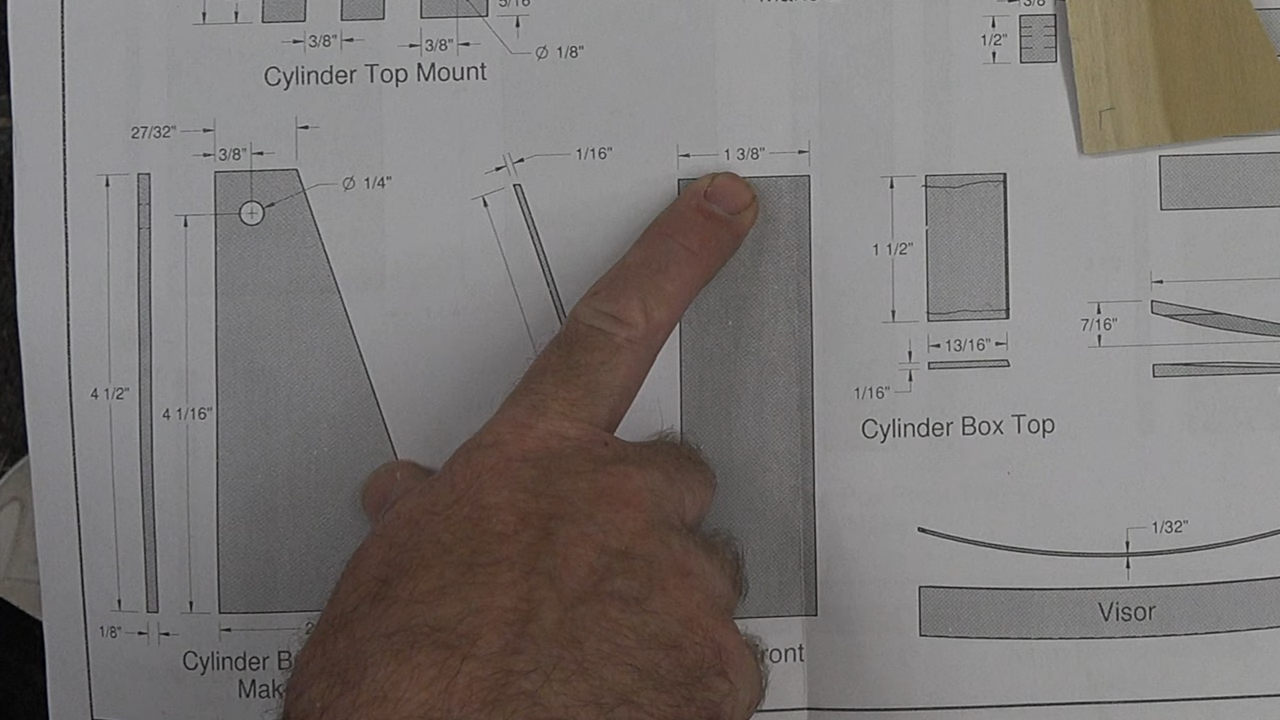 5/16"
3/8"
3/8"
Ø 1/8"
Cylinder Top Mount
3/8"
1/2"
27/32"
3/8"
Ø 1/4"
4 1/2"
4 1/16"
1/8"
Cylinder
1/16"
1 3/8"
1 1/2"
13/16"
1/16"
Cylinder Box Top
7/16"
1/32"
Visor